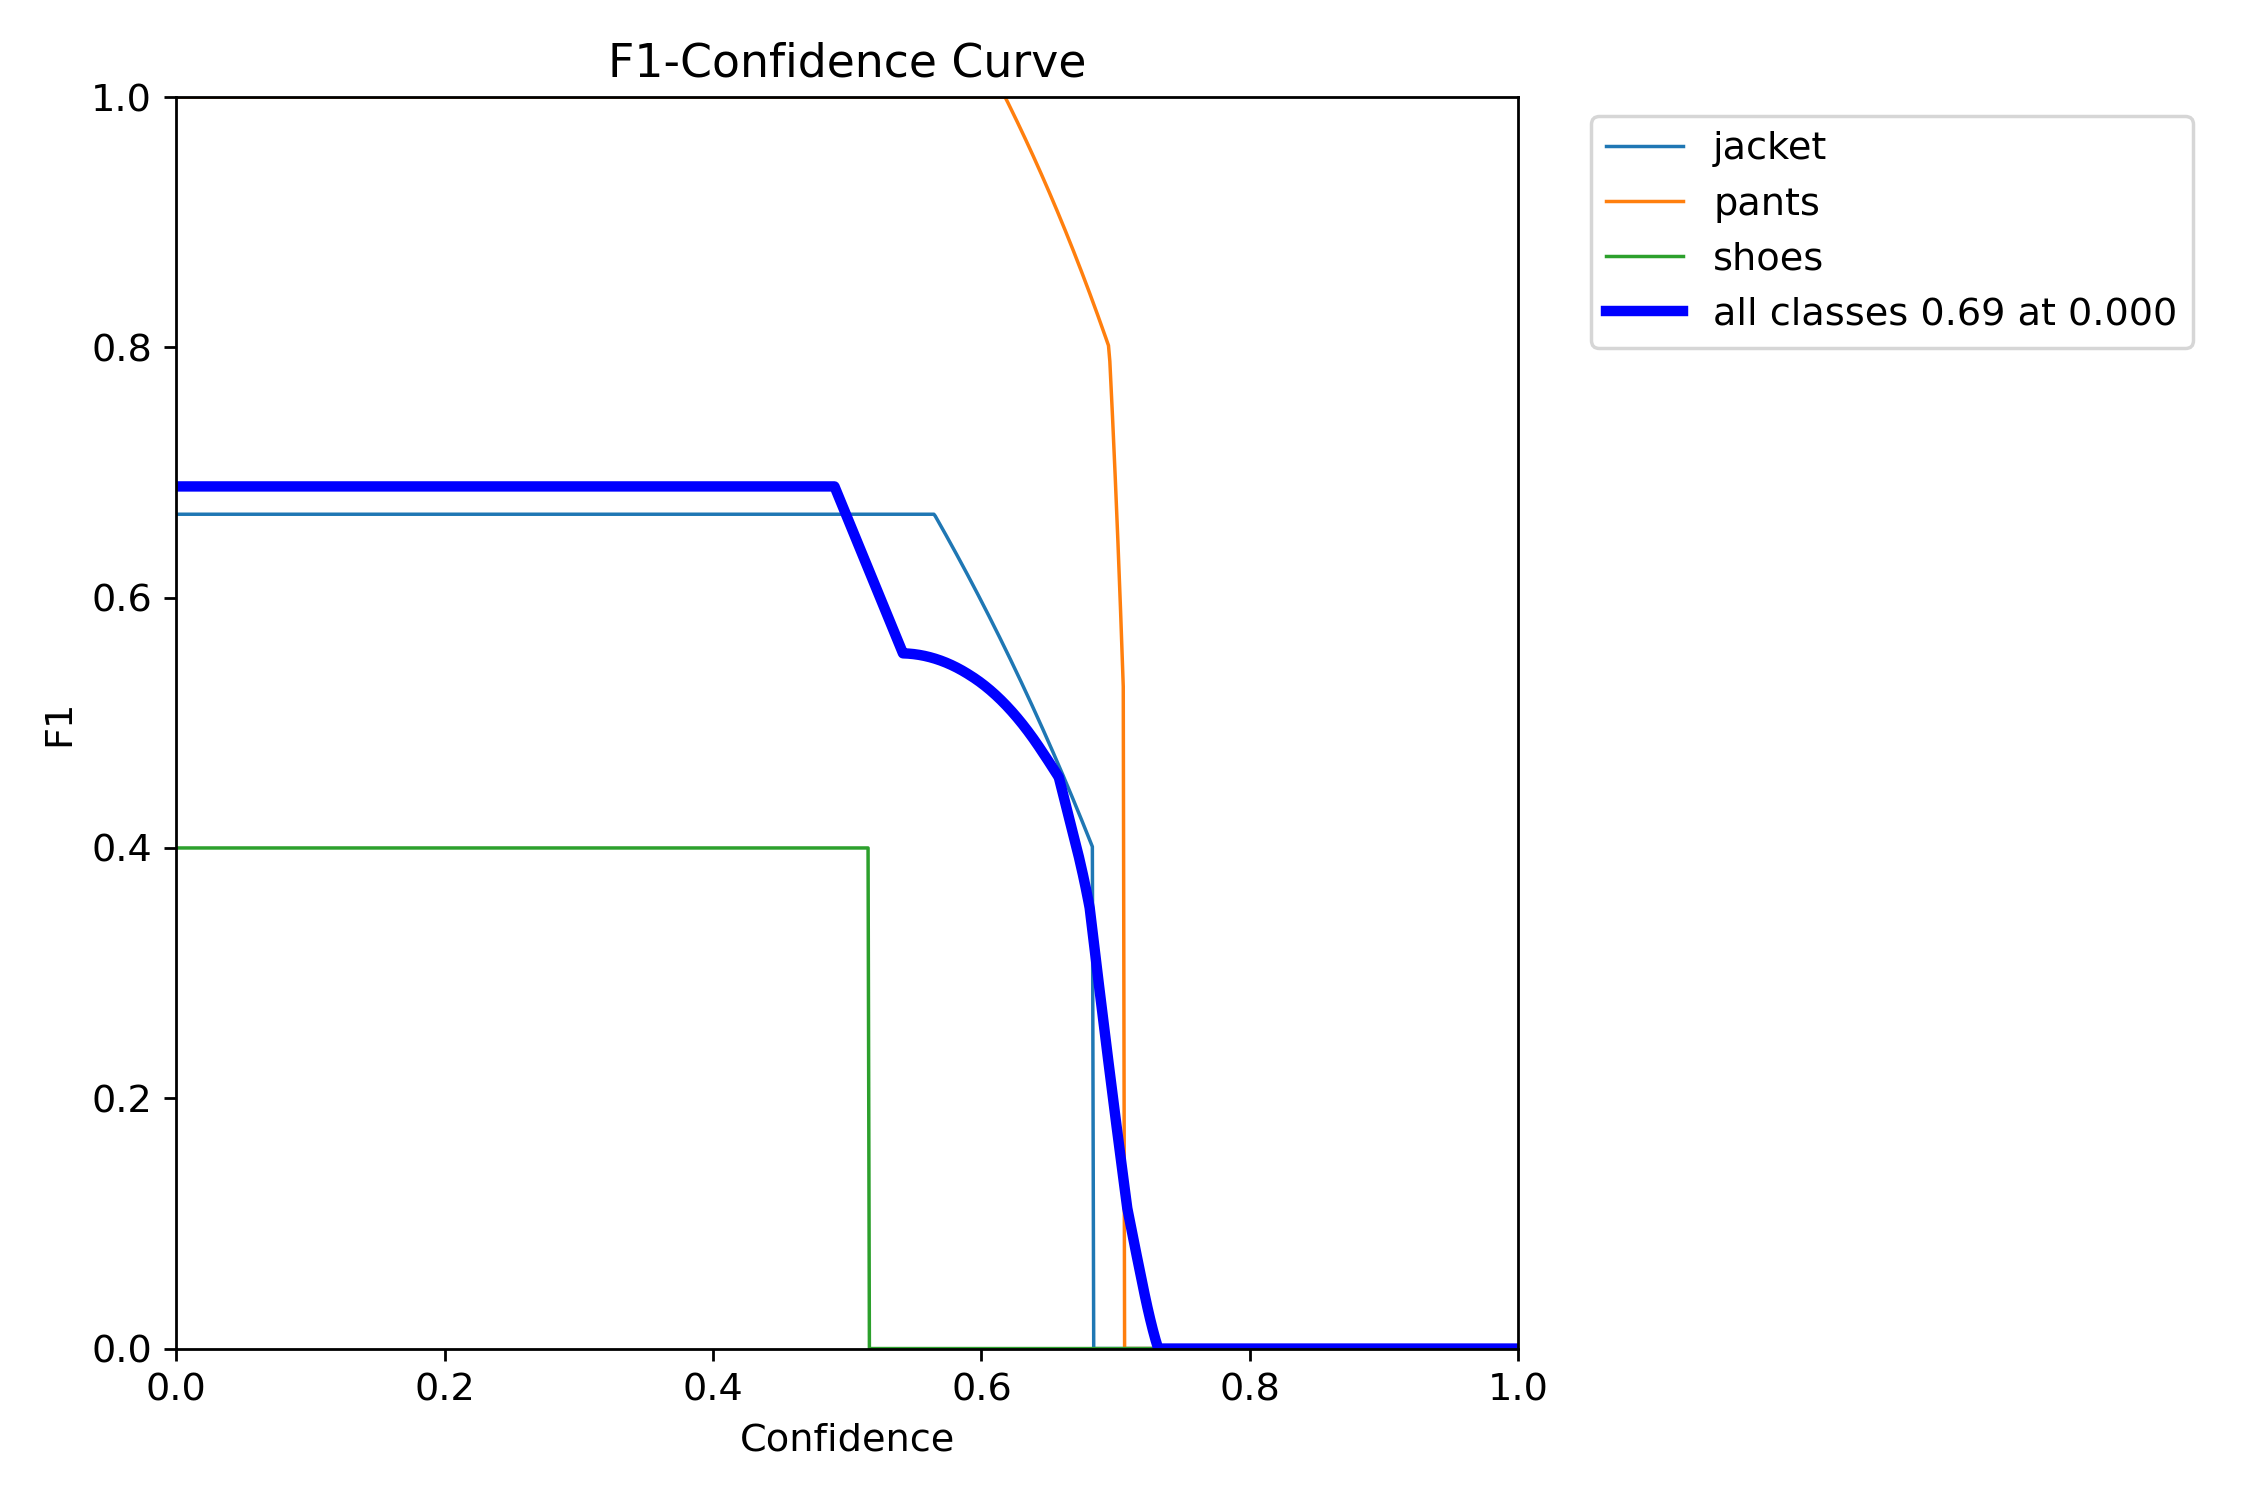 F1-Confidence Curve
1.0
0.8
0.6
0.4
0.2
0.0
F1
0.0 0.2 0.4 0.6 0.8 1.0
Confidence
jacket
pants
shoes
all classes 0.69 at 0.000